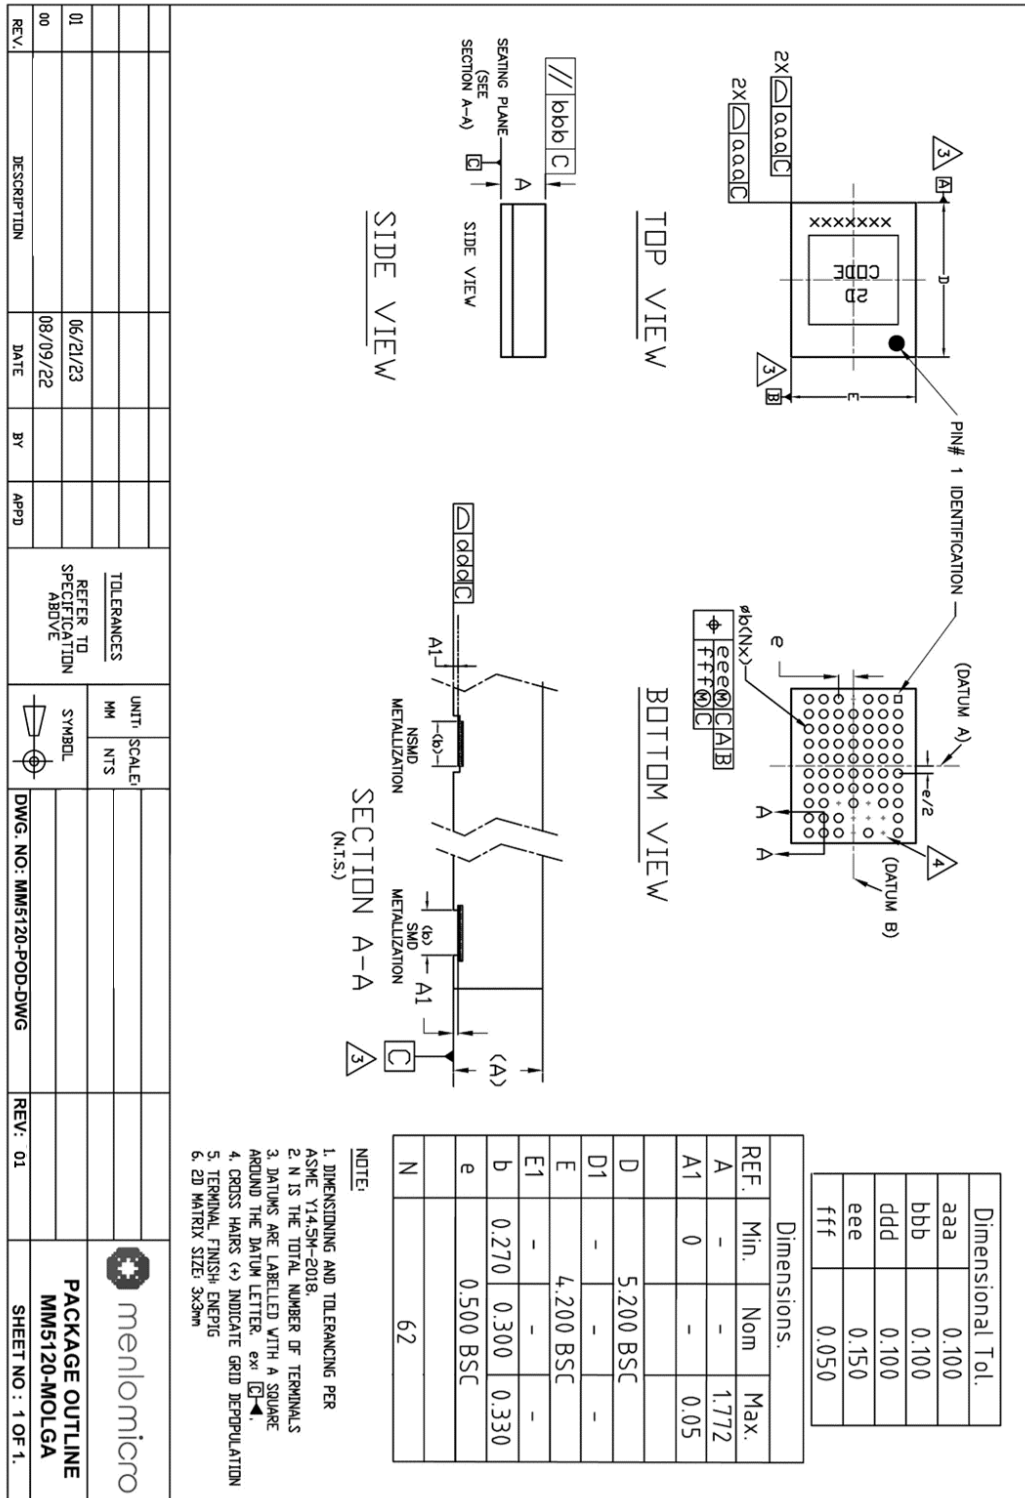 Dimensional Tol.
aaa 0.100
bbb 0.100
ddd 0.100
eee 0.150
fff 0.050
Dimensions.
REF. Min. Nom Max.
A - - 1.772
A1 0 - 0.05
D 5.200 BSC
D1 - - -
E 4.200 BSC
E1 - - -
b 0.270 0.300 0.330
e 0.500 BSC
N 62
3 A
2X aaa C
2X aaa C
D
XXXXXXX
2D
CODE
E
3 B
TOP VIEW
PIN# 1 IDENTIFICATION
(DATUM A)
e/2
4
(DATUM B)
e
øb(Nx)
eee M C A B
fff M C
A A
BOTTOM VIEW
// bbb C
SEATING PLANE
(SEE
SECTION A-A)
C
A
SIDE VIEW
SIDE VIEW
ddd C
A1
(b)
NSMD
METALLIZATION
(b)
SMD
METALLIZATION
A1
(A)
C
3
SECTION A-A
(N.T.S.)
NOTE:
1. DIMENSIONING AND TOLERANCING PER
ASME Y14.5M-2018.
2. N IS THE TOTAL NUMBER OF TERMINALS
3. DATUMS ARE LABELLED WITH A SQUARE
AROUND THE DATUM LETTER. ex: C
4. CROSS HAIRS (+) INDICATE GRID DEPOPULATION
5. TERMINAL FINISH: ENEPIG
6. 2D MATRIX SIZE: 3x3mm
01 06/21/23
00 08/09/22
REV. DESCRIPTION DATE BY APPD
TOLERANCES
REFER TO
SPECIFICATION
ABOVE
UNIT: SCALE:
MM NTS
SYMBOL
DWG. NO: MM5120-POD-DWG
REV: 01
menlomicro
PACKAGE OUTLINE
MM5120-MOLGA
SHEET NO : 1 OF 1.